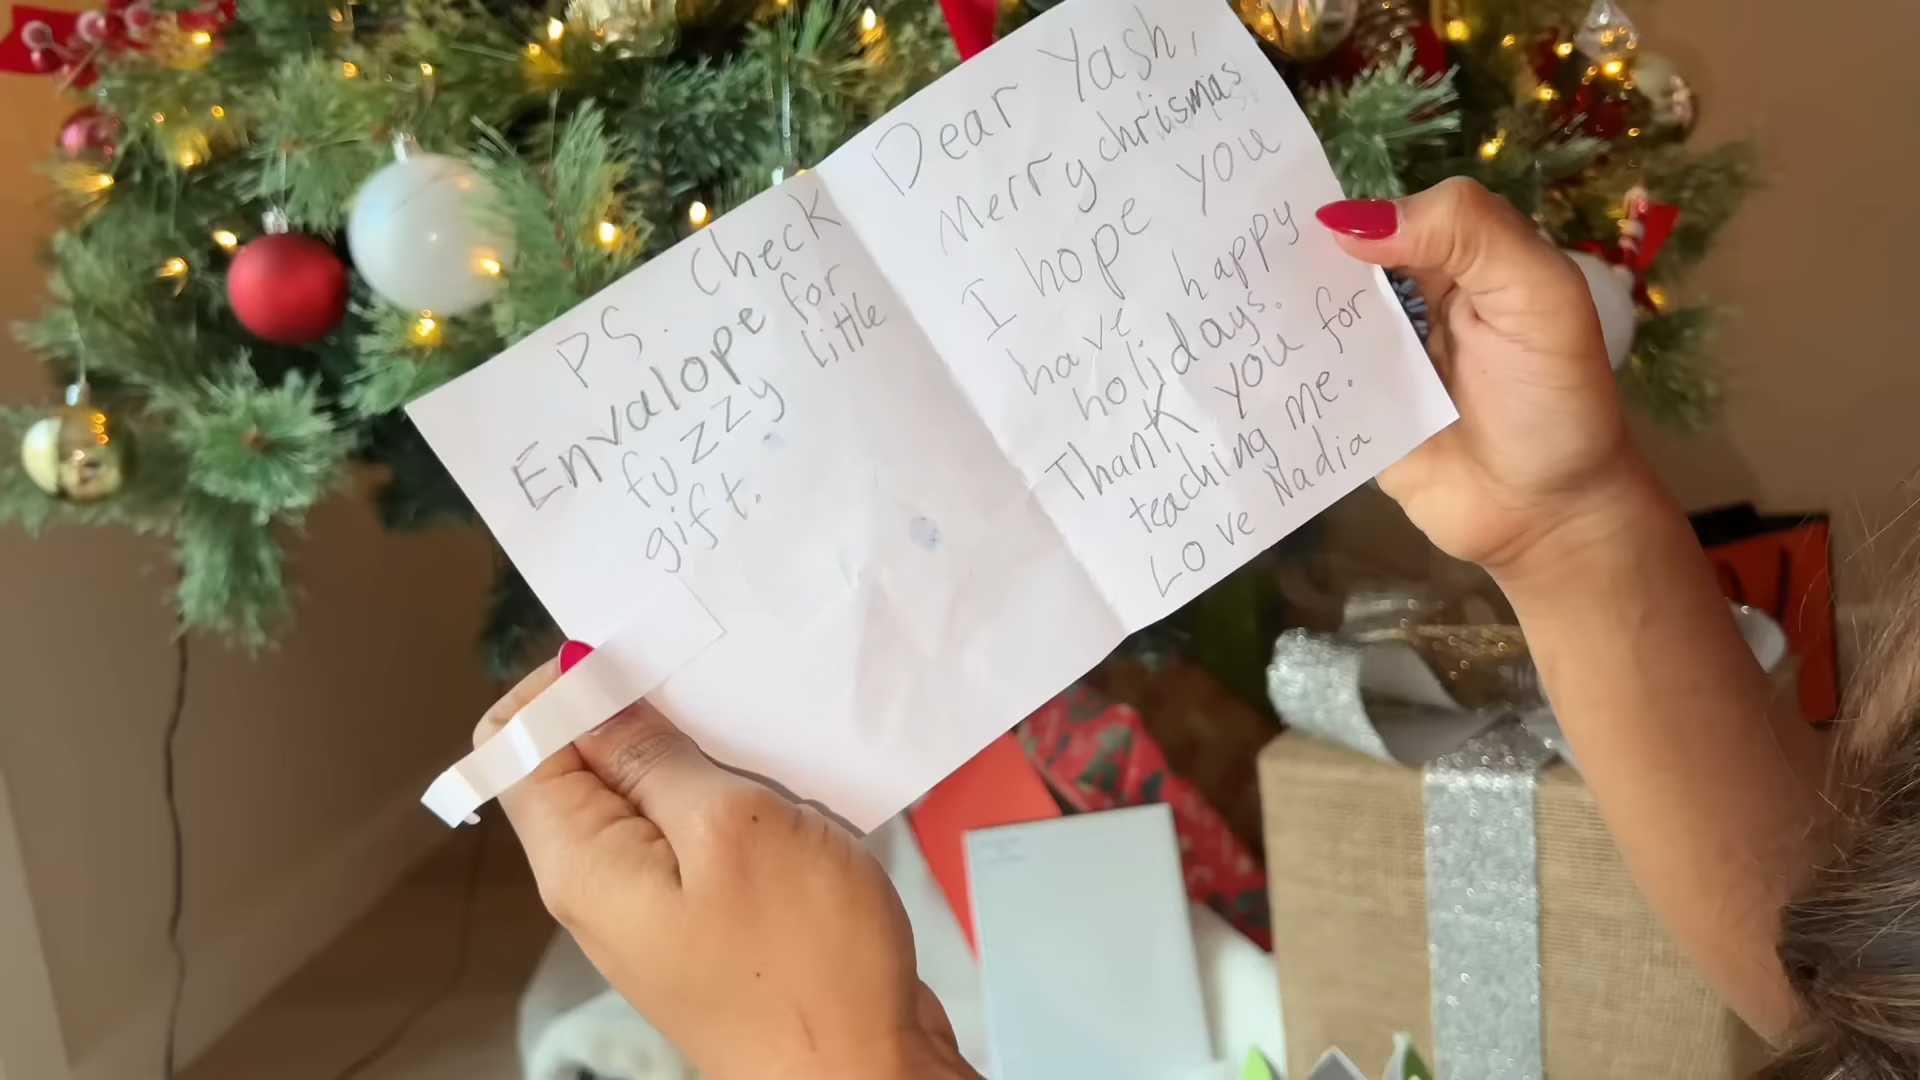 PS. Check
Envalope for
fuzzy little
gift.
Dear Yash,
Merry chrismas
I hope you
have happy
holidays.
Thank you for
teaching me.
Love Nadia